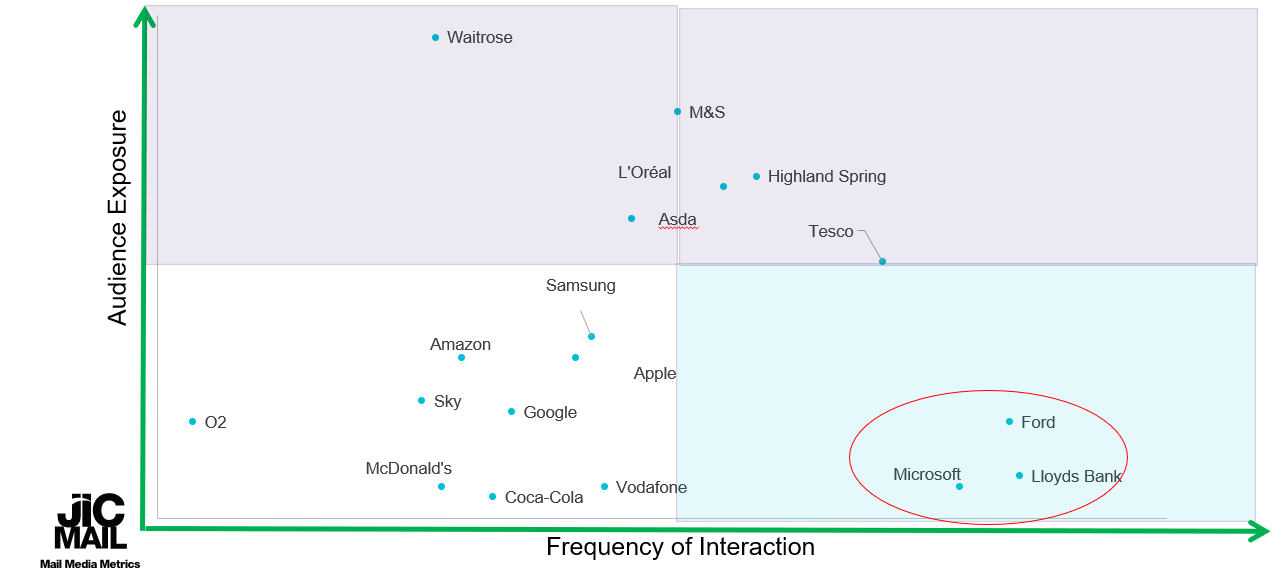 Waitrose
M&S
L'Oréal
Highland Spring
Asda
Tesco
Samsung
Amazon
Apple
Sky
Google
O2
Ford
McDonald's
Microsoft
Lloyds Bank
Coca-Cola
Vodafone
Audience Exposure
Frequency of Interaction
JIC
MAIL
Mail Media Metrics